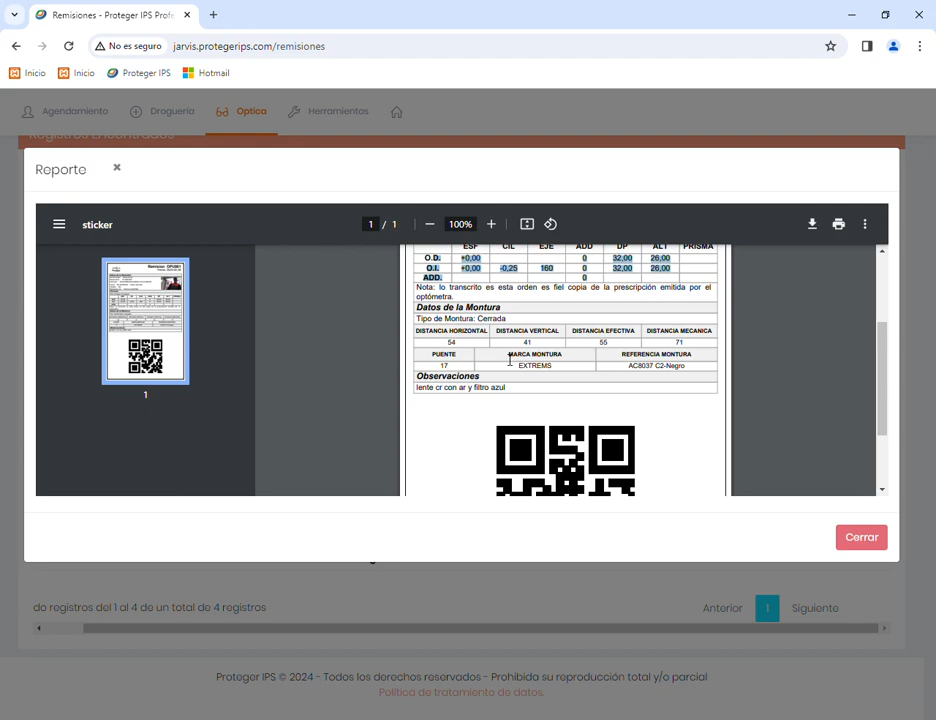 Remisiones - Proteger IPS Profe
No es seguro
jarvis.protegerips.com/remisiones
Inicio
Inicio
Proteger IPS
Hotmail
Agendamiento
Droguería
Optica
Herramientos
Registros Encontrados
Reporte
sticker
1 / 1
100%
ESF CIL EJE ADD DP ALT PRISMA
O.D. +0,00 0 32,00 26,00
O.I. +0,00 -0,25 160 0 32,00 26,00
ADD. 0
Nota: lo transcrito es esta orden es fiel copia de la prescripción emitida por el
optómetra.
Datos de la Montura
Tipo de Montura: Cerrada
DISTANCIA HORIZONTAL DISTANCIA VERTICAL DISTANCIA EFECTIVA DISTANCIA MECANICA
54 41 55 71
PUENTE MARCA MONTURA REFERENCIA MONTURA
17 EXTREMS AC8037 C2-Negro
Observaciones
lente cr con ar y filtro azul
1
Cerrar
do registros del 1 al 4 de un total de 4 registros
Anterior 1 Siguiente
Proteger IPS © 2024 - Todos los derechos reservados - Prohibida su reproducción total y/o parcial
Política de tratamiento de datos.